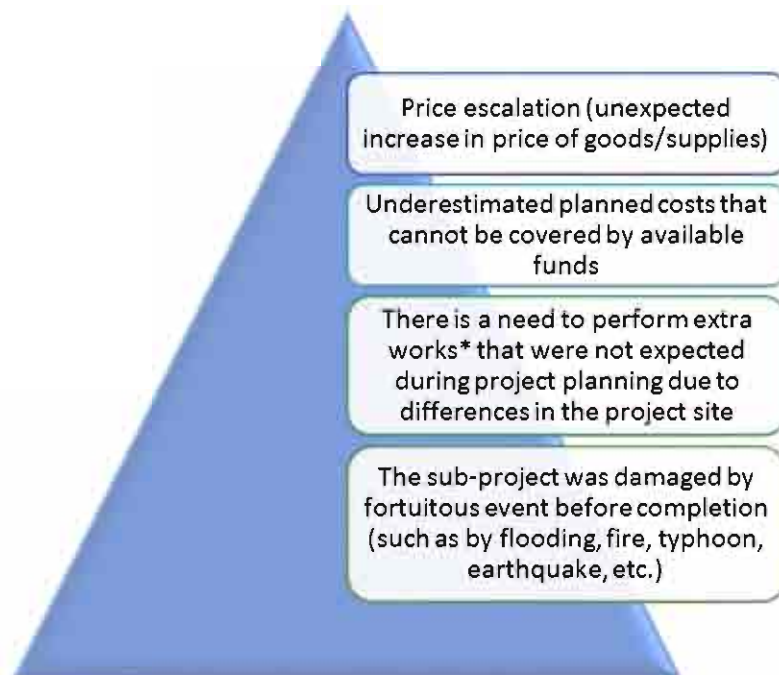 Price escalation (unexpected
increase in price of goods/supplies)
Underestimated planned costs that
cannot be covered by available
funds
There is a need to perform extra
works* that were not expected
during project planning due to
differences in the project site
The sub-project was damaged by
fortuitous event before completion
(such as by flooding, fire, typhoon,
earthquake, etc.)